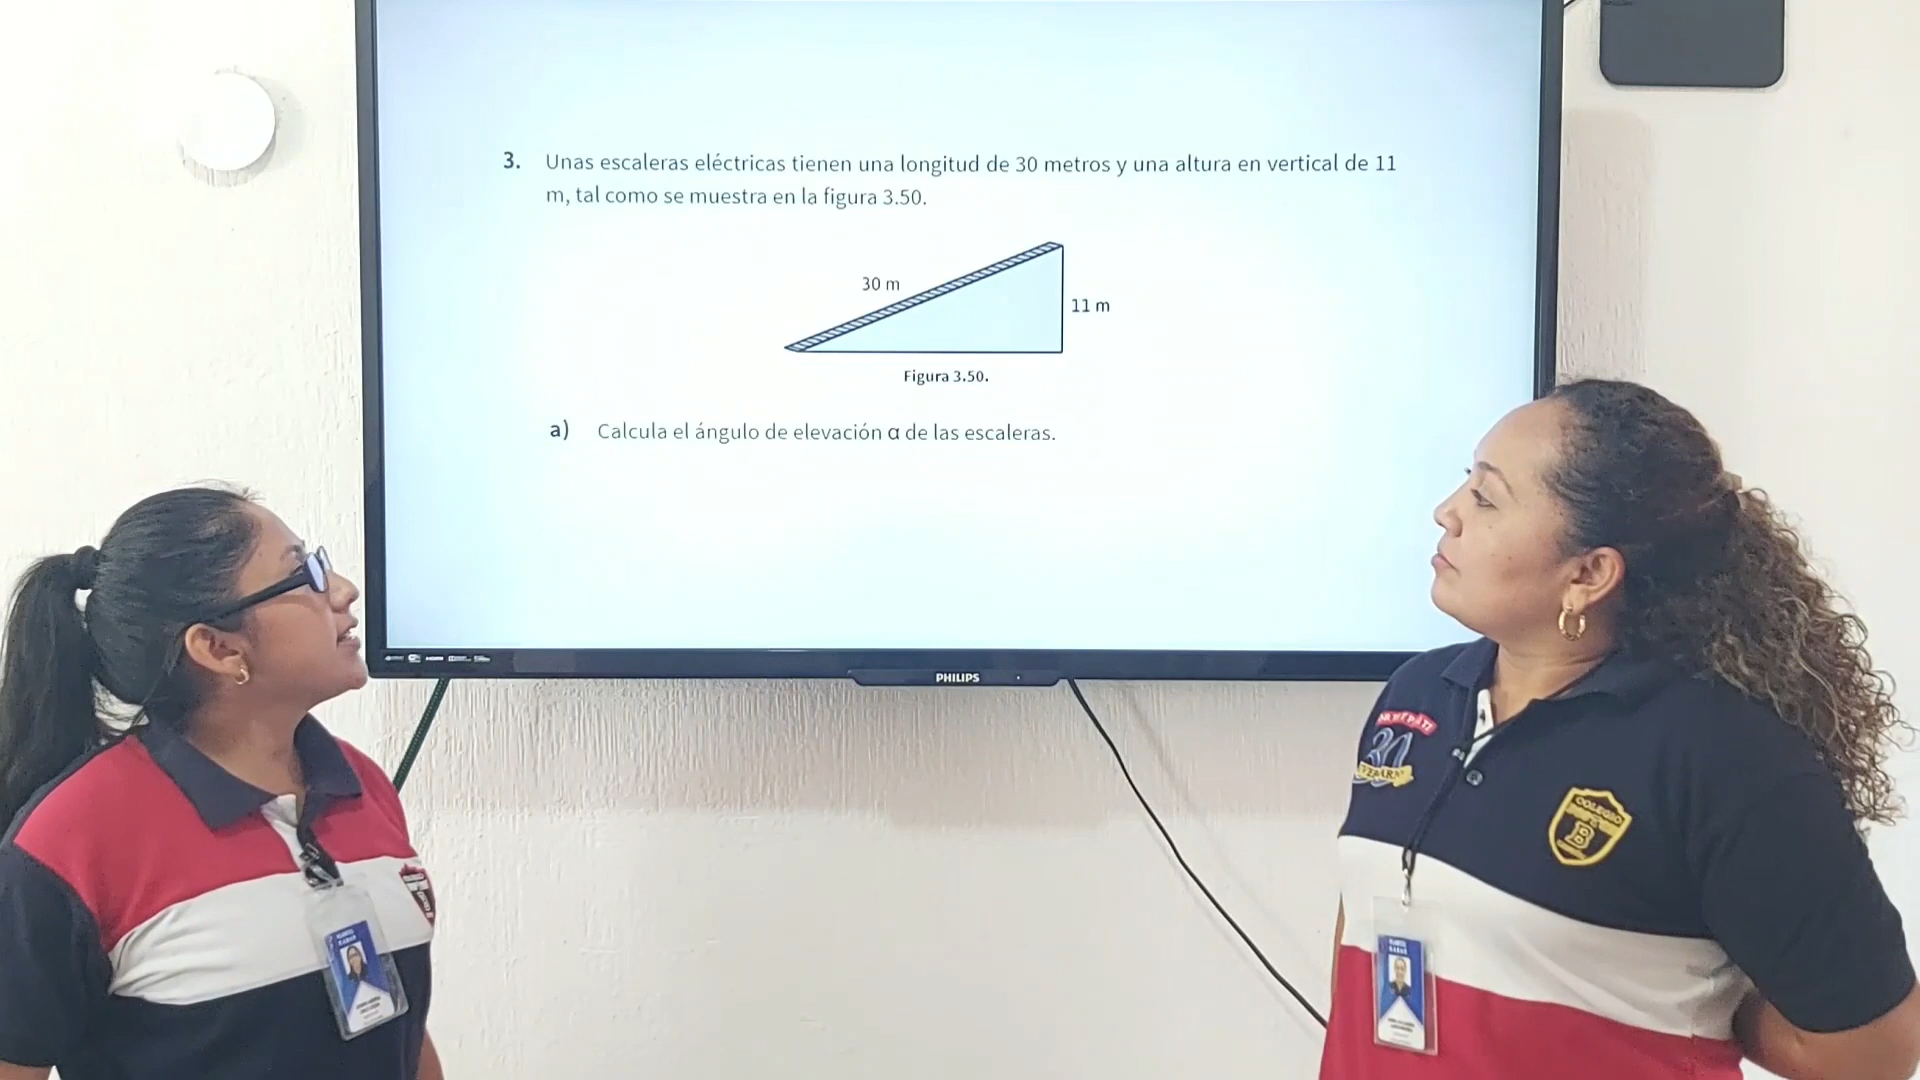 3. Unas escaleras eléctricas tienen una longitud de 30 metros y una altura en vertical de 11
m, tal como se muestra en la figura 3.50.
30 m
11 m
Figura 3.50.
a) Calcula el ángulo de elevación α de las escaleras.
PHILIPS
COLEGIO
B